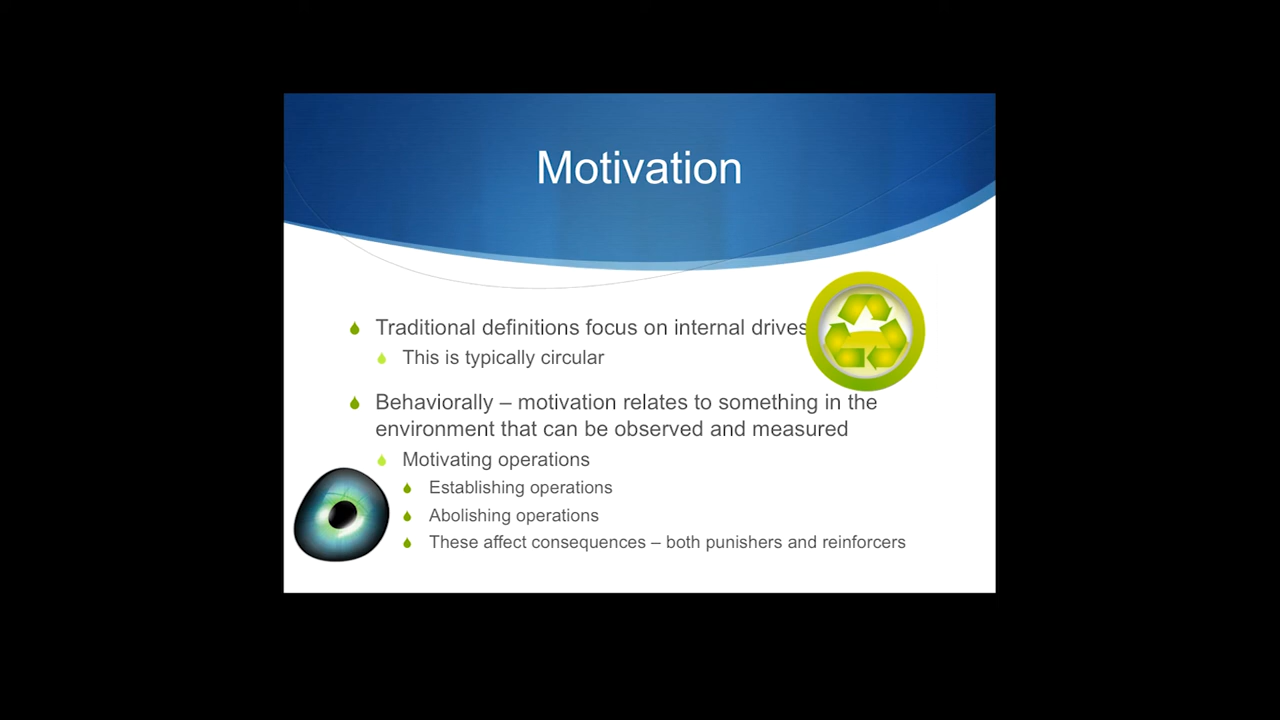 Motivation
Traditional definitions focus on internal drives
This is typically circular
Behaviorally – motivation relates to something in the
environment that can be observed and measured
Motivating operations
Establishing operations
Abolishing operations
These affect consequences – both punishers and reinforcers